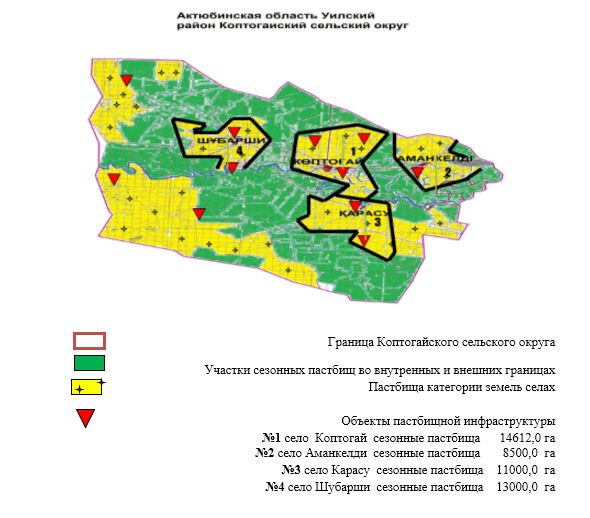 Актюбинская область Уилский
район Коптогаиский сельский округ
ШУБАРШИ
4
1
КОПТОГАЙ
АМАНКЕЛДІ
2
ҚАРАСУ
3
Граница Коптогайского сельского округа
Участки сезонных пастбищ во внутренных и внешних границах
Пастбища категории земель селах
Объекты пастбищной инфраструктуры
№1 село Коптогай сезонные пастбища 14612,0 га
№2 село Аманкелди сезонные пастбища 8500,0 га
№3 село Карасу сезонные пастбища 11000,0 га
№4 село Шубарши сезонные пастбища 13000,0 га